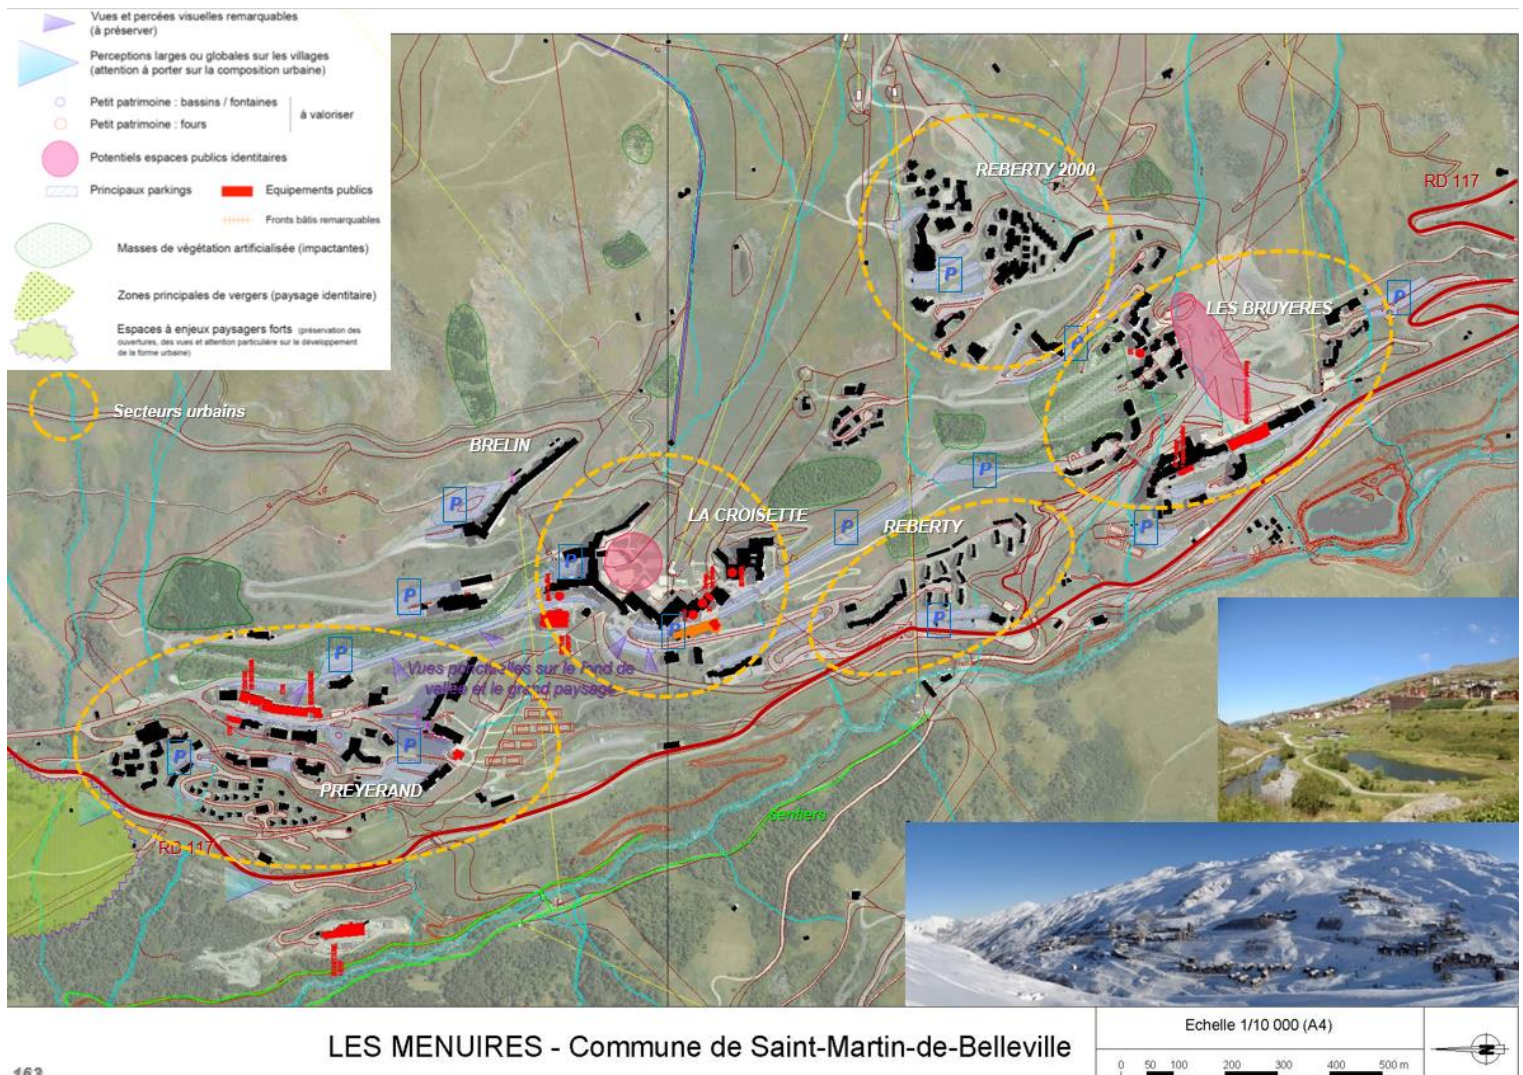 Vues et percées visuelles remarquables
(à préserver)
Perceptions larges ou globales sur les villages
(attention à porter sur la composition urbaine)
Petit patrimoine : bassins / fontaines
à valoriser
Petit patrimoine : fours
Potentiels espaces publics identitaires
Principaux parkings
Equipements publics
Fronts bâtis remarquables
Masses de végétation artificialisée (impactantes)
Zones principales de vergers (paysage identitaire)
Espaces à enjeux paysagers forts (préservation des
ouvertures, des vues et attention particulière sur le développement
de la forme urbaine)
Secteurs urbains
REBERTY 2000
RD 117
P
LES BRUYERES
P
P
BRELIN
P
P
LA CROISETTE
P
REBERTY
P
P
P
P
P
P
Vues ponctuelles sur le fond de
vallée et le grand paysage
P
P
PREYERAND
RD 117
sentiers
LES MENUIRES - Commune de Saint-Martin-de-Belleville
Echelle 1/10 000 (A4)
0 50 100 200 300 400 500 m
N
163